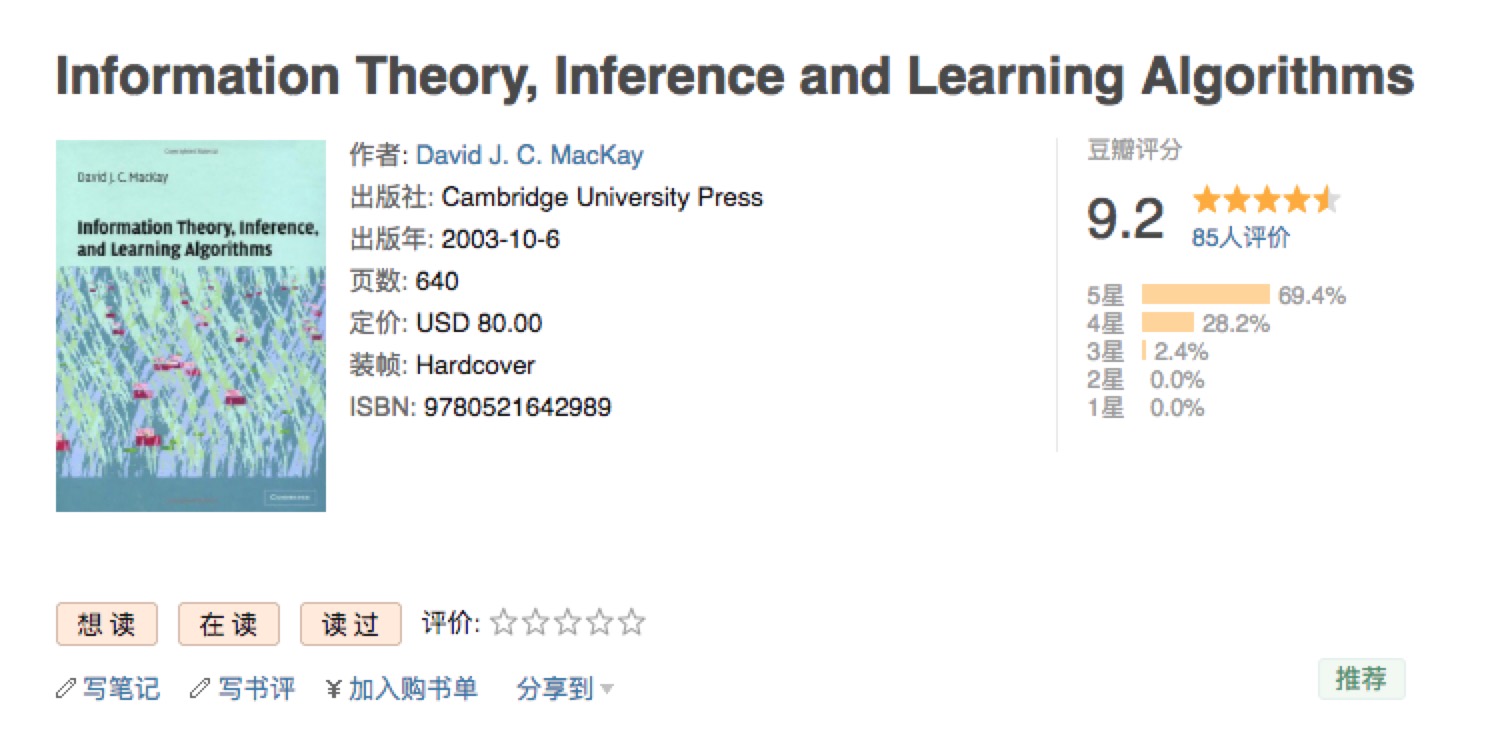 Information Theory, Inference and Learning Algorithms
David J. C. MacKay
Information Theory, Inference,
and Learning Algorithms
作者: David J. C. MacKay
出版社: Cambridge University Press
出版年: 2003-10-6
页数: 640
定价: USD 80.00
装帧: Hardcover
ISBN: 9780521642989
豆瓣评分
9.2
85人评价
5星 69.4%
4星 28.2%
3星 2.4%
2星 0.0%
1星 0.0%
想读 在读 读过 评价:
写笔记 写书评 ¥加入购书单 分享到
推荐